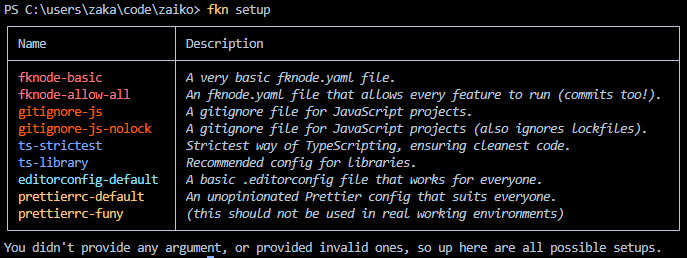 PS C:\users\zaka\code\zaiko> fkn setup
Name Description
fknode-basic A very basic fknode.yaml file.
fknode-allow-all An fknode.yaml file that allows every feature to run (commits too!).
gitignore-js A gitignore file for JavaScript projects.
gitignore-js-nolock A gitignore file for JavaScript projects (also ignores lockfiles).
ts-strictest Strictest way of TypeScripting, ensuring cleanest code.
ts-library Recommended config for libraries.
editorconfig-default A basic .editorconfig file that works for everyone.
prettierrc-default An unopinionated Prettier config that suits everyone.
prettierrc-funy (this should not be used in real working environments)
You didn't provide any argument, or provided invalid ones, so up here are all possible setups.